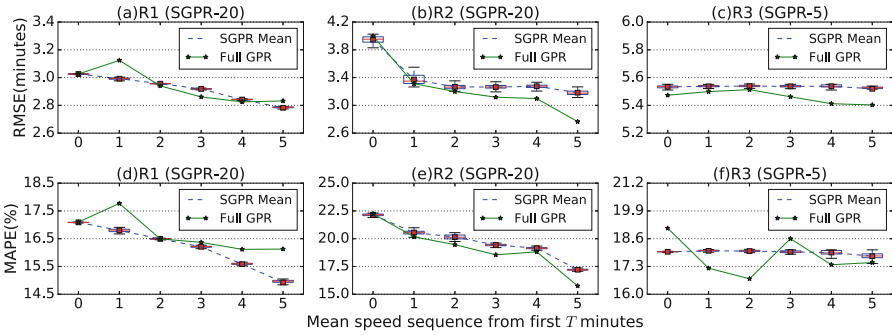 (a)R1 (SGPR-20)
RMSE(minutes)
3.4
3.0
2.8
2.6
SGPR Mean
Full GPR
0 1 2 3 4 5
(b)R2 (SGPR-20)
4.2
3.8
3.4
3.0
2.6
SGPR Mean
Full GPR
0 1 2 3 4 5
(c)R3 (SGPR-5)
6.0
5.8
5.6
5.4
5.2
SGPR Mean
Full GPR
0 1 2 3 4 5
(d)R1 (SGPR-20)
MAPE(%)
18.5
17.5
16.5
15.5
14.5
SGPR Mean
Full GPR
0 1 2 3 4 5
(e)R2 (SGPR-20)
25.0
22.5
20.0
17.5
15.0
SGPR Mean
Full GPR
0 1 2 3 4 5
(f)R3 (SGPR-5)
21.2
19.9
18.6
17.3
16.0
SGPR Mean
Full GPR
0 1 2 3 4 5
Mean speed sequence from first T minutes